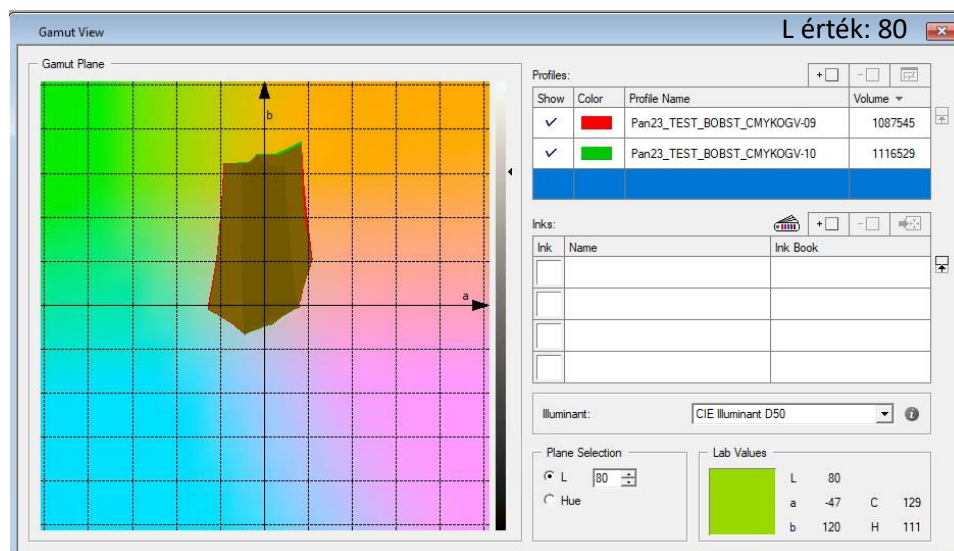 L érték: 80
Gamut View
Gamut Plane
b
a
Profiles:
Show Color Profile Name Volume
Pan23_TEST_BOBST_CMYKOGV-09 1087545
Pan23_TEST_BOBST_CMYKOGV-10 1116529
Inks:
Ink Name Ink Book
Illuminant: CIE Illuminant D50
Plane Selection
L 80
Hue
Lab Values
L 80
a -47 C 129
b 120 H 111